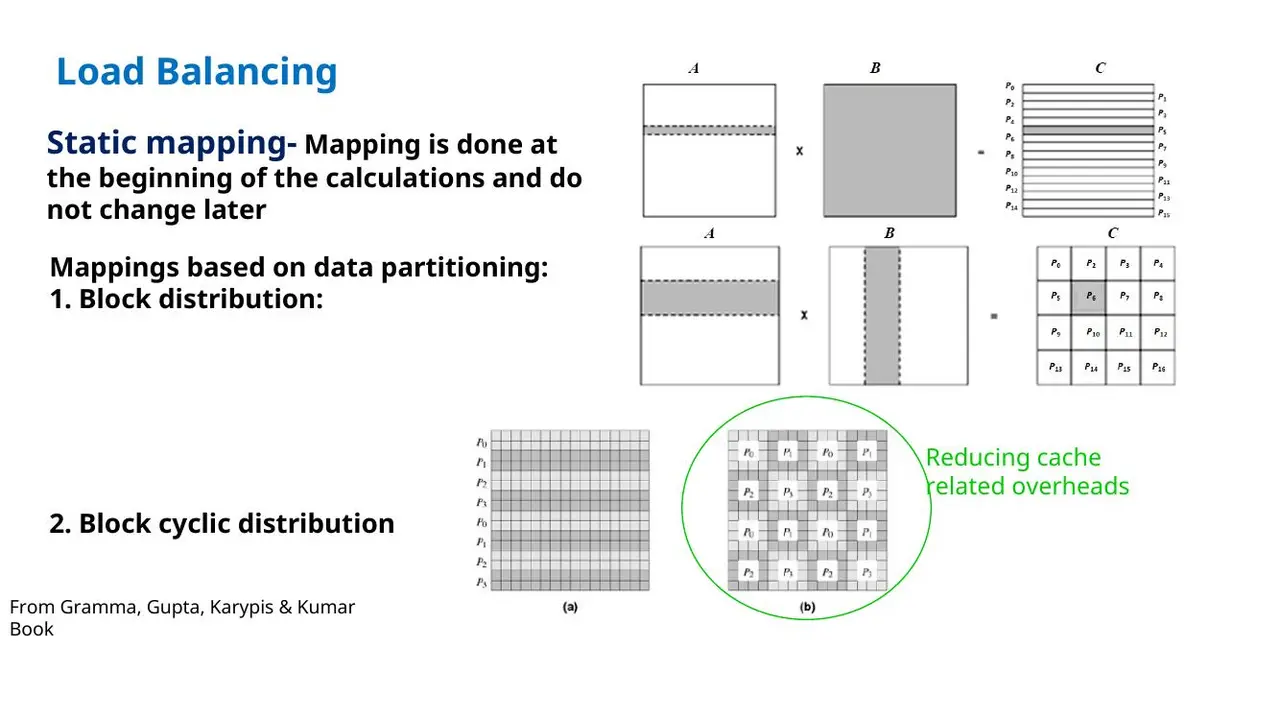 Load Balancing
Static mapping- Mapping is done at
the beginning of the calculations and do
not change later
Mappings based on data partitioning:
1. Block distribution:
A B C
x =
P0
P1
P2
P3
P4
P5
P6
P7
P8
P9
P10
P11
P12
P13
P14
P15
A B C
x =
P0 P2 P3 P4
P5 P6 P7 P8
P9 P10 P11 P12
P13 P14 P15 P16
2. Block cyclic distribution
P0
P1
P2
P3
P0
P1
P2
P3
(a)
P0 P1 P0 P1
P2 P3 P2 P3
P0 P1 P0 P1
P2 P3 P2 P3
(b)
Reducing cache
related overheads
From Gramma, Gupta, Karypis & Kumar
Book